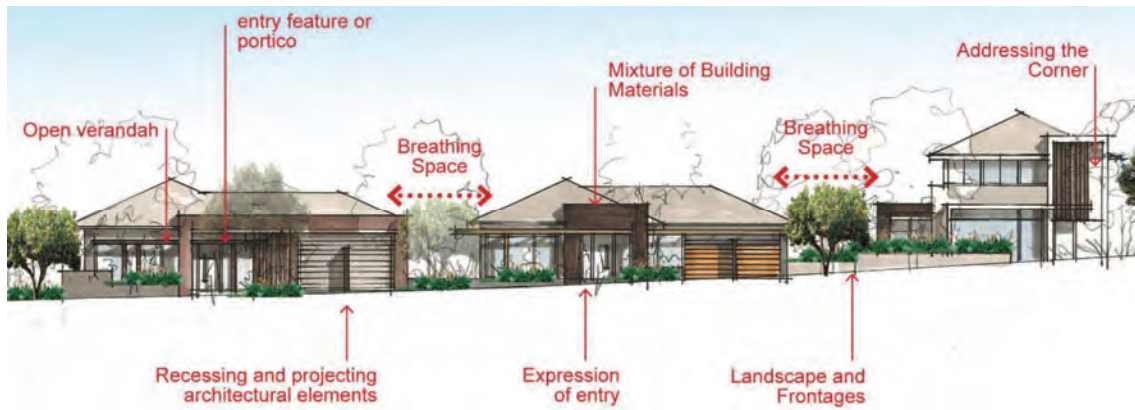 entry feature or
portico
Open verandah
Breathing
Space
Mixture of Building
Materials
Breathing
Space
Addressing the
Corner
Recessing and projecting
architectural elements
Expression
of entry
Landscape and
Frontages